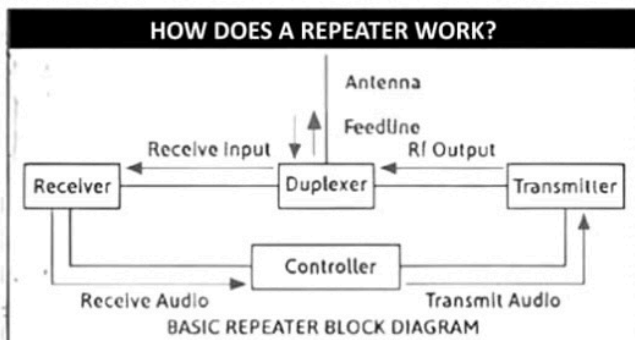 HOW DOES A REPEATER WORK?
Antenna
Feedline
Receive Input
Rf Output
Receiver
Duplexer
Transmitter
Controller
Receive Audio
Transmit Audio
BASIC REPEATER BLOCK DIAGRAM